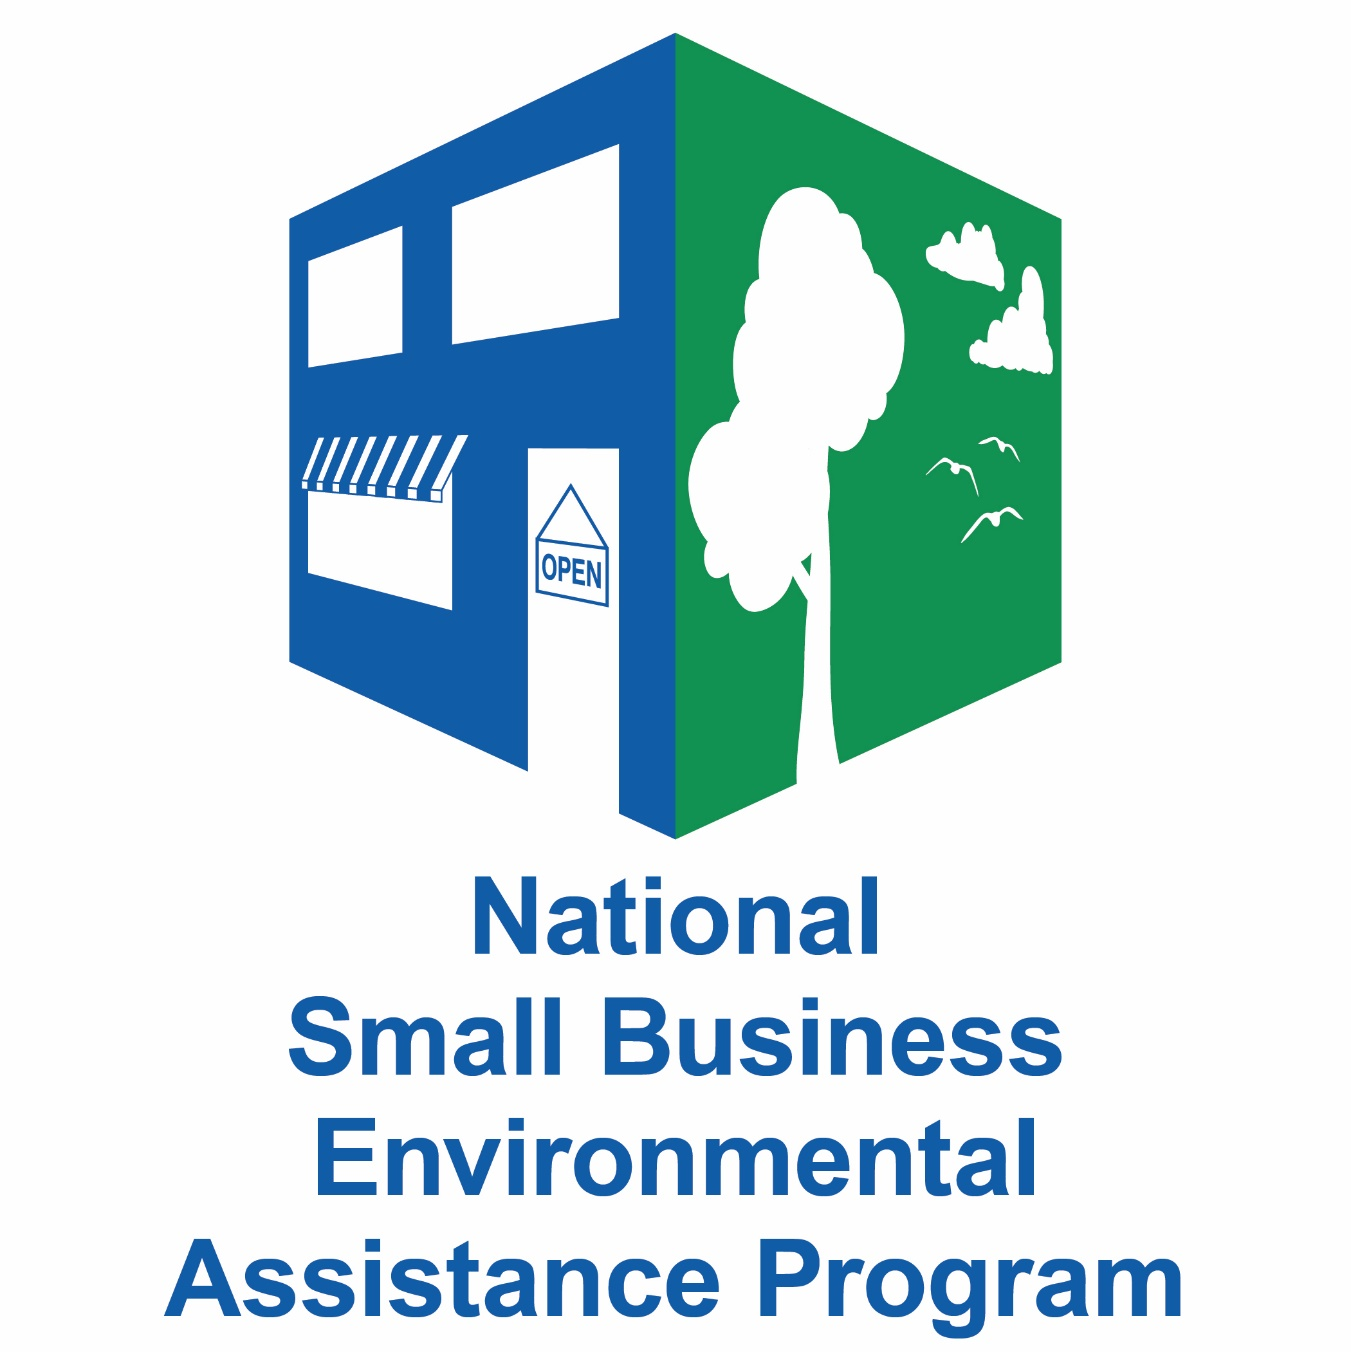 OPEN
National
Small Business
Environmental
Assistance Program